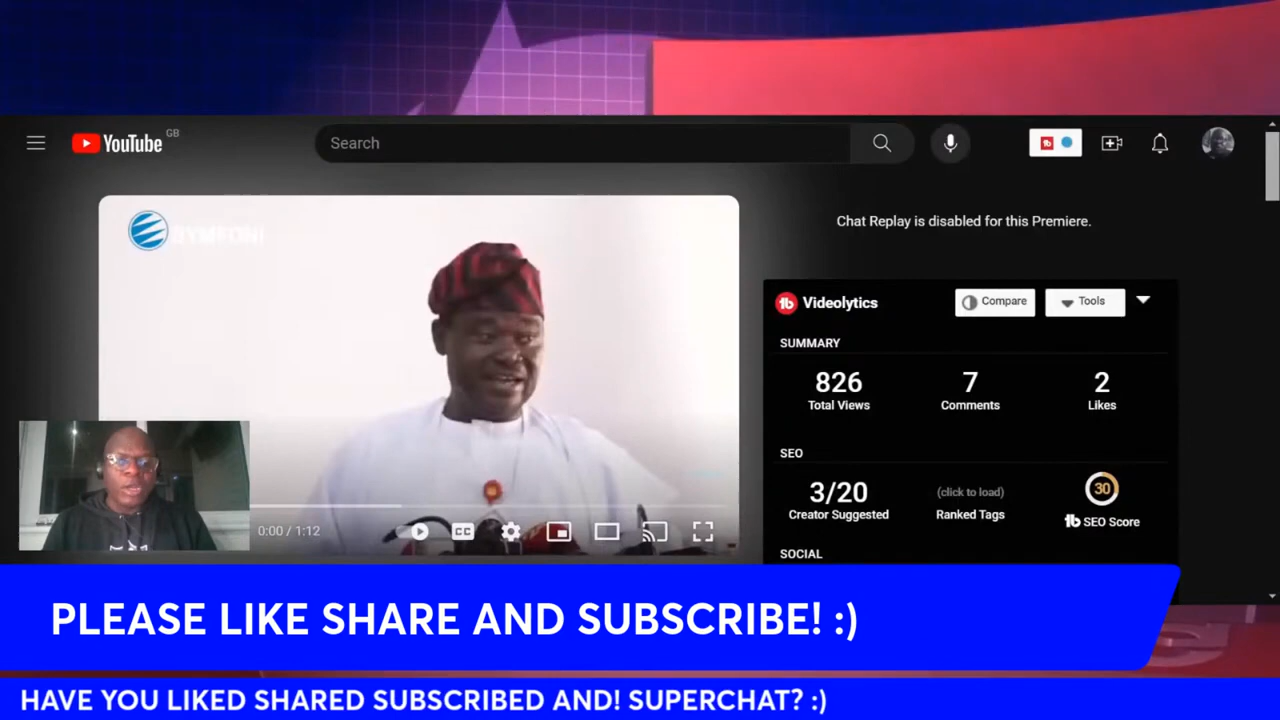 YouTube GB
Search
SYMFONI
Chat Replay is disabled for this Premiere.
Videolytics
Compare
Tools
SUMMARY
826
7
2
Total Views
Comments
Likes
SEO
3/20
(click to load)
30
Creator Suggested
Ranked Tags
SEO Score
SOCIAL
0:00 / 1:12
CC
PLEASE LIKE SHARE AND SUBSCRIBE! :)
HAVE YOU LIKED SHARED SUBSCRIBED AND! SUPERCHAT? :)